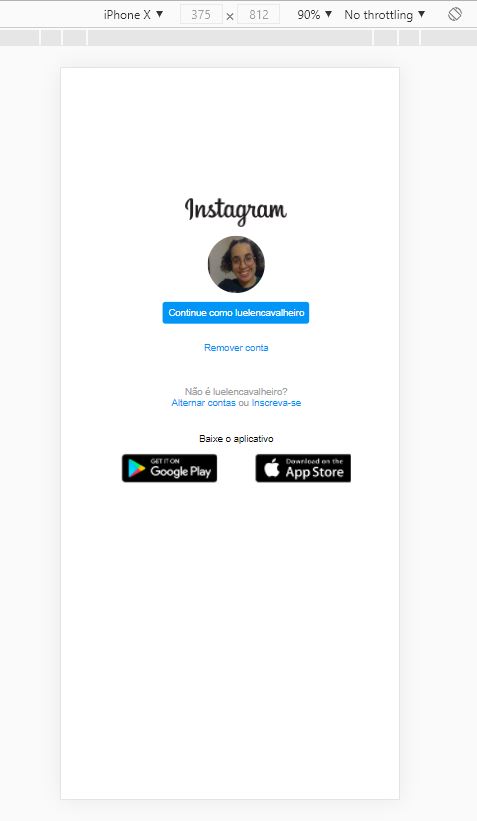 iPhone X ▼ 375 × 812 90% ▼ No throttling ▼
Instagram
Continue como luelencavalheiro
Remover conta
Não é luelencavalheiro?
Alternar contas ou Inscreva-se
Baixe o aplicativo
GET IT ON
Google Play
Download on the
App Store